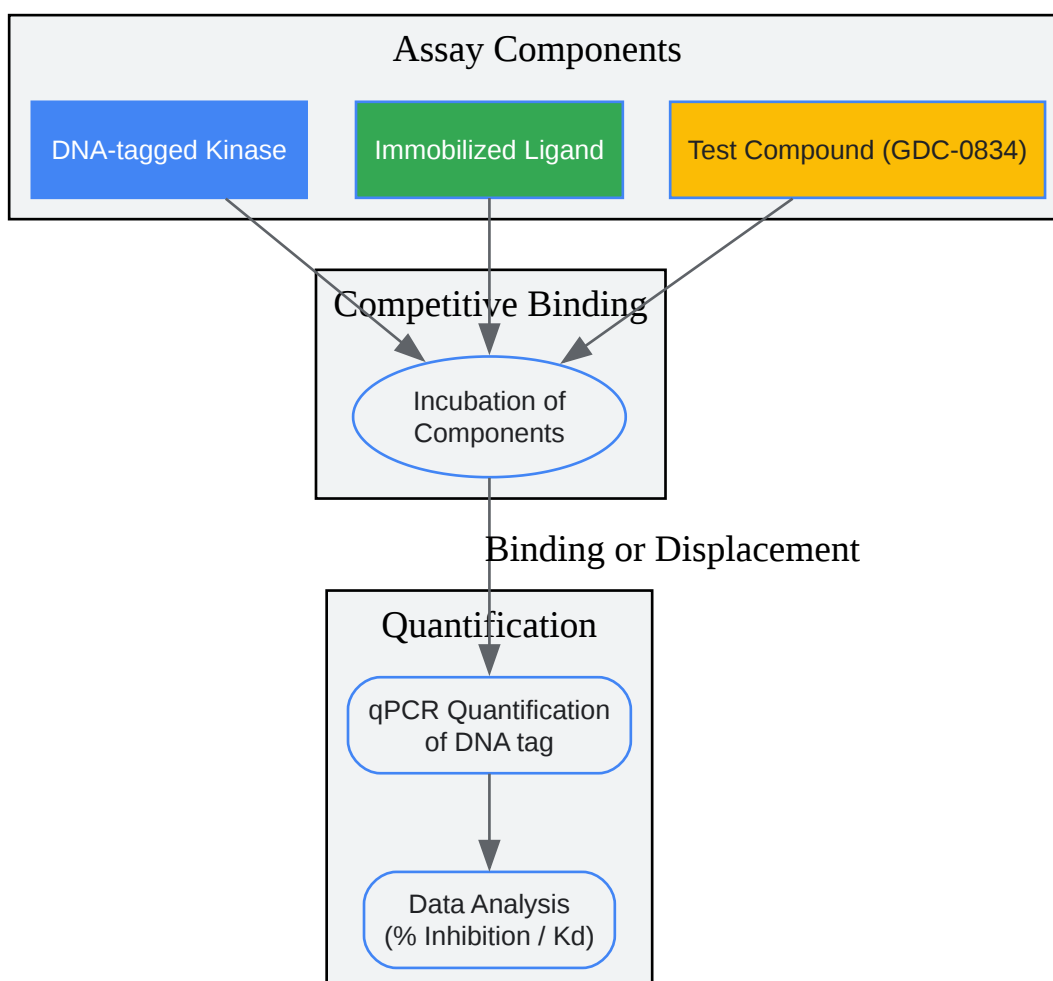 Assay Components
DNA-tagged Kinase
Immobilized Ligand
Test Compound (GDC-0834)
Competitive Binding
Incubation of
Components
Binding or Displacement
Quantification
qPCR Quantification
of DNA tag
Data Analysis
(% Inhibition / Kd)